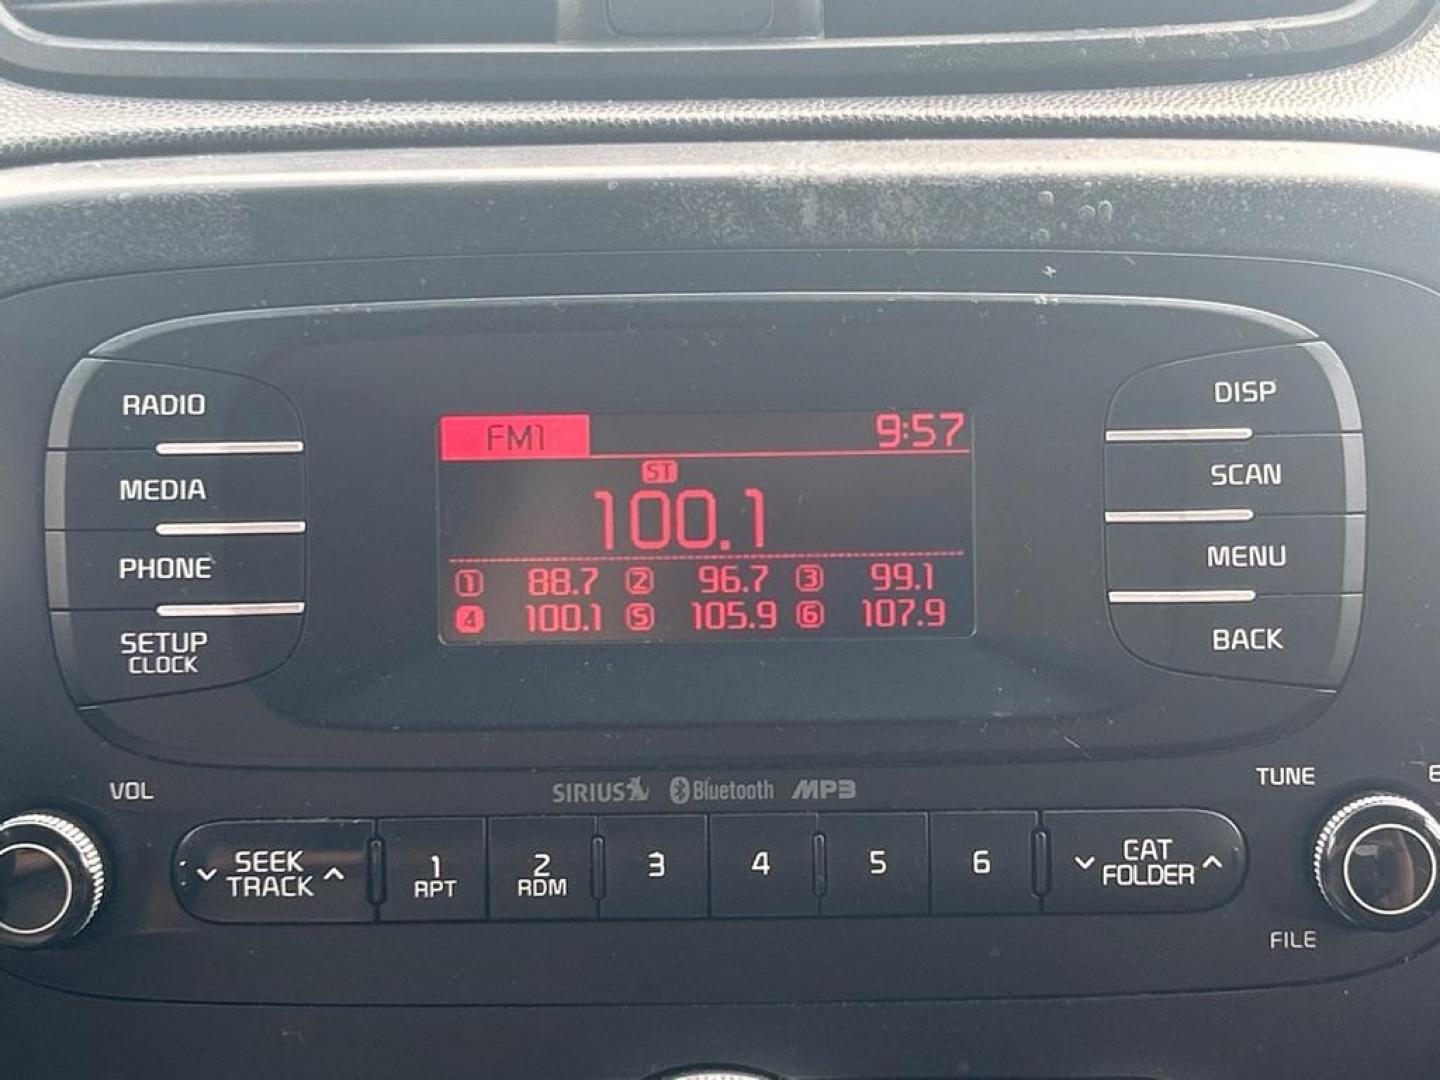 RADIO
MEDIA
PHONE
SETUP
CLOCK
FM1 9:57
ST
100.1
1 88.7 2 96.7 3 99.1
4 100.1 5 105.9 6 107.9
DISP
SCAN
MENU
BACK
VOL
SIRIUS Bluetooth MP3
TUNE
SEEK
TRACK
1
RPT
2
RDM
3
4
5
6
CAT
FOLDER
FILE